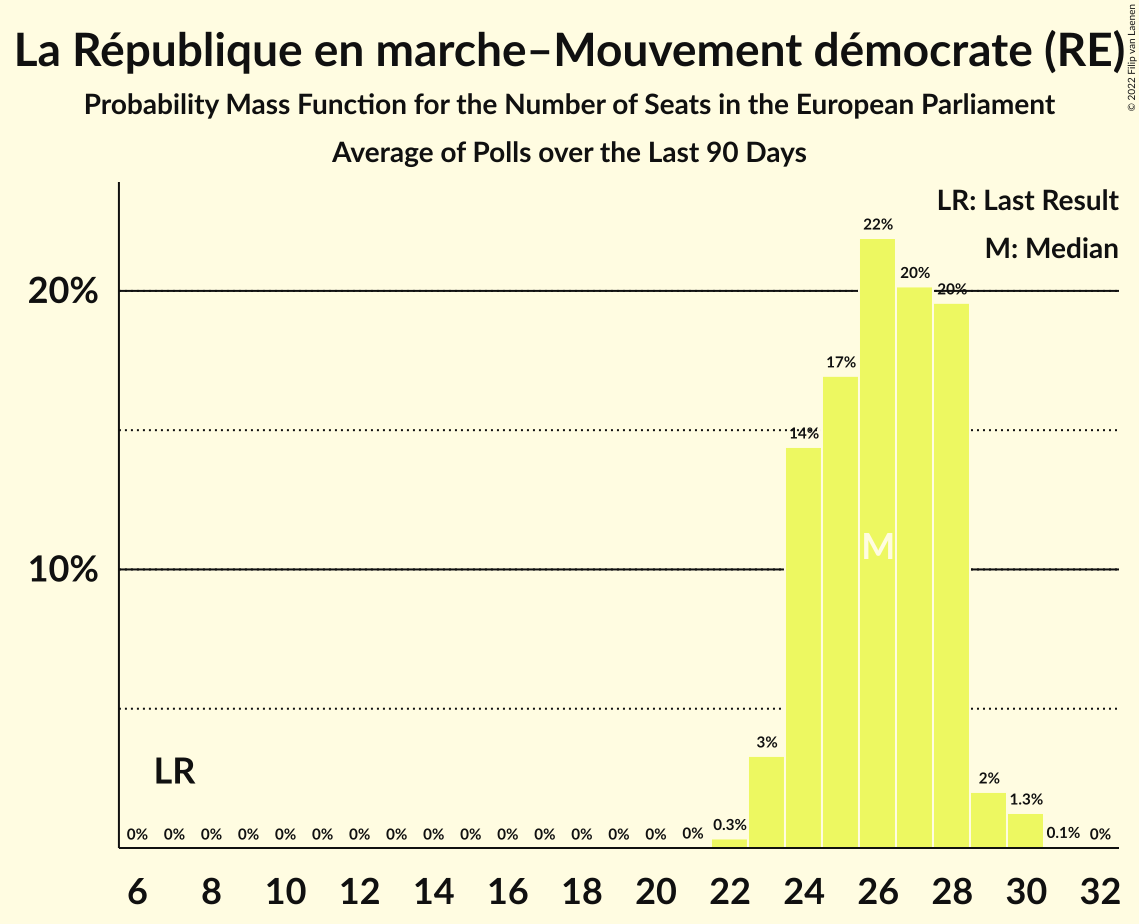 La République en marche–Mouvement démocrate (RE)
Probability Mass Function for the Number of Seats in the European Parliament
Average of Polls over the Last 90 Days
© 2022 Filip van Laenen
LR: Last Result
M: Median
22%
20%
20%
20%
17%
14%
M
10%
3%
LR
2%
1.3%
0% 0% 0% 0% 0% 0% 0% 0% 0% 0% 0% 0% 0% 0% 0% 0% 0.3% 0.1% 0%
6 8 10 12 14 16 18 20 22 24 26 28 30 32